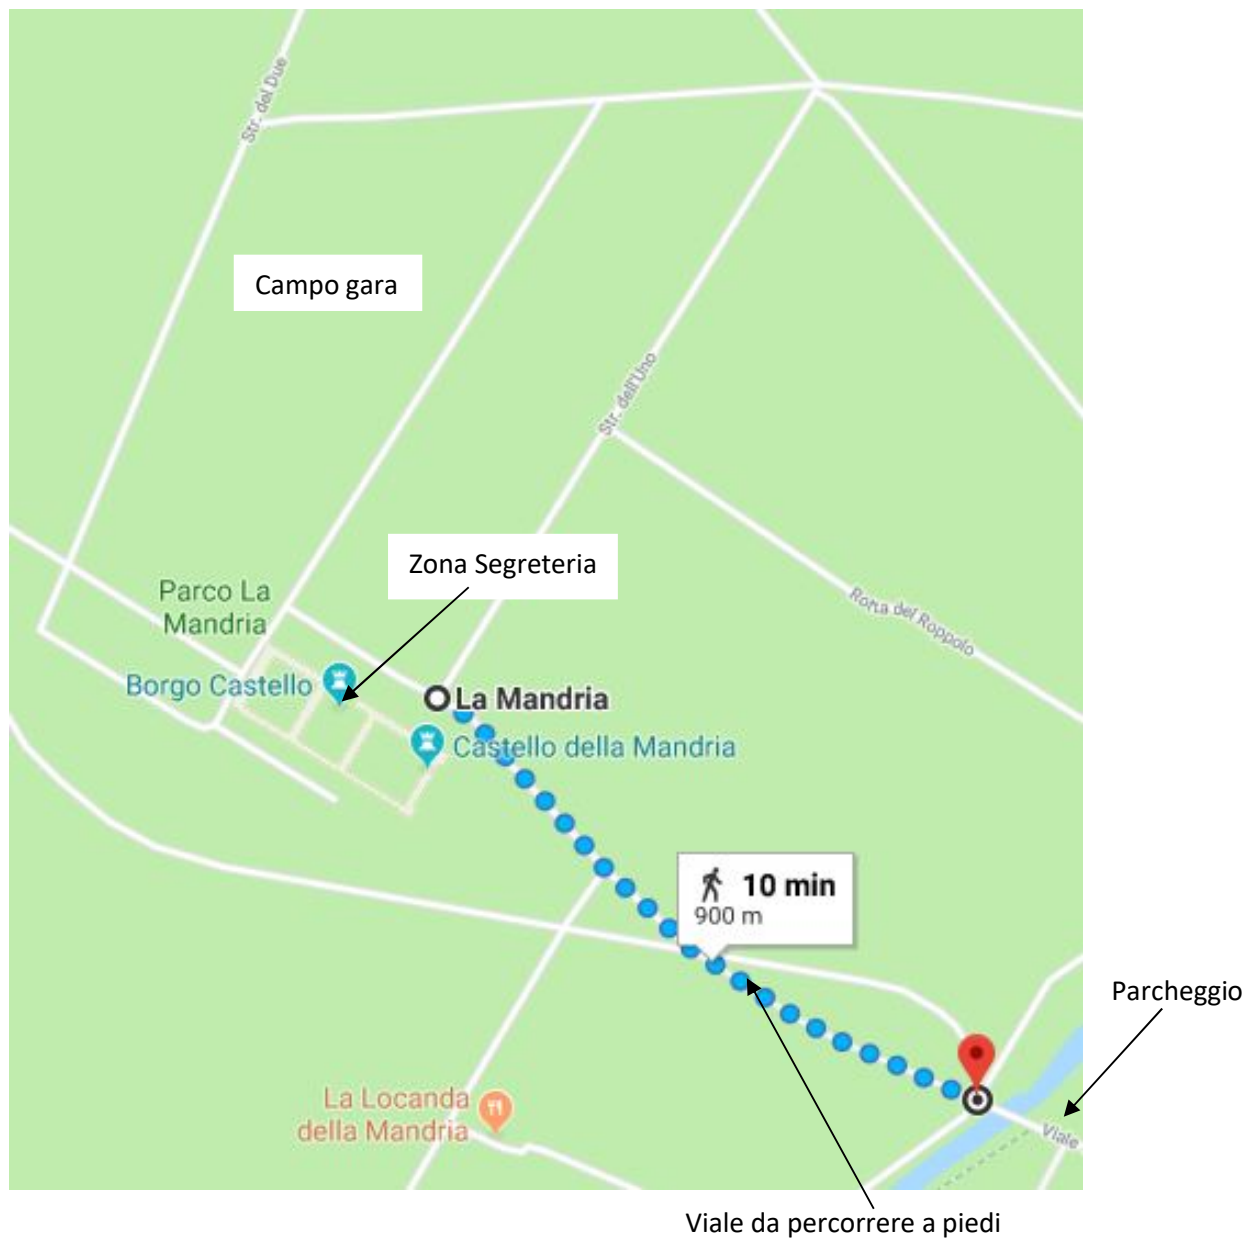 Str. del Due
Campo gara
Str. dell'Uno
Zona Segreteria
Parco La
Mandria
Rotta del Roppolo
Borgo Castello
La Mandria
Castello della Mandria
10 min
900 m
Parcheggio
La Locanda
della Mandria
Viale
Viale da percorrere a piedi